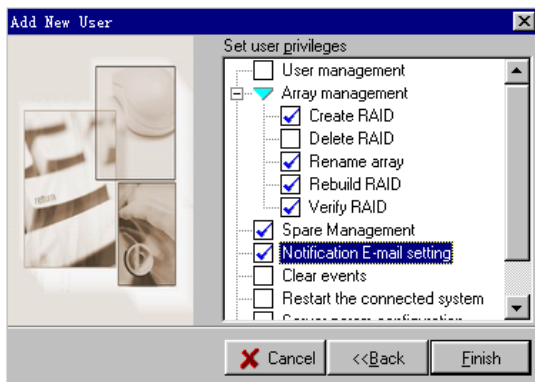 Add New User
Set user privileges
User management
Array management
Create RAID
Delete RAID
Rename array
Rebuild RAID
Verify RAID
Spare Management
Notification E-mail setting
Clear events
Restart the connected system
return
Cancel
<<Back
Finish